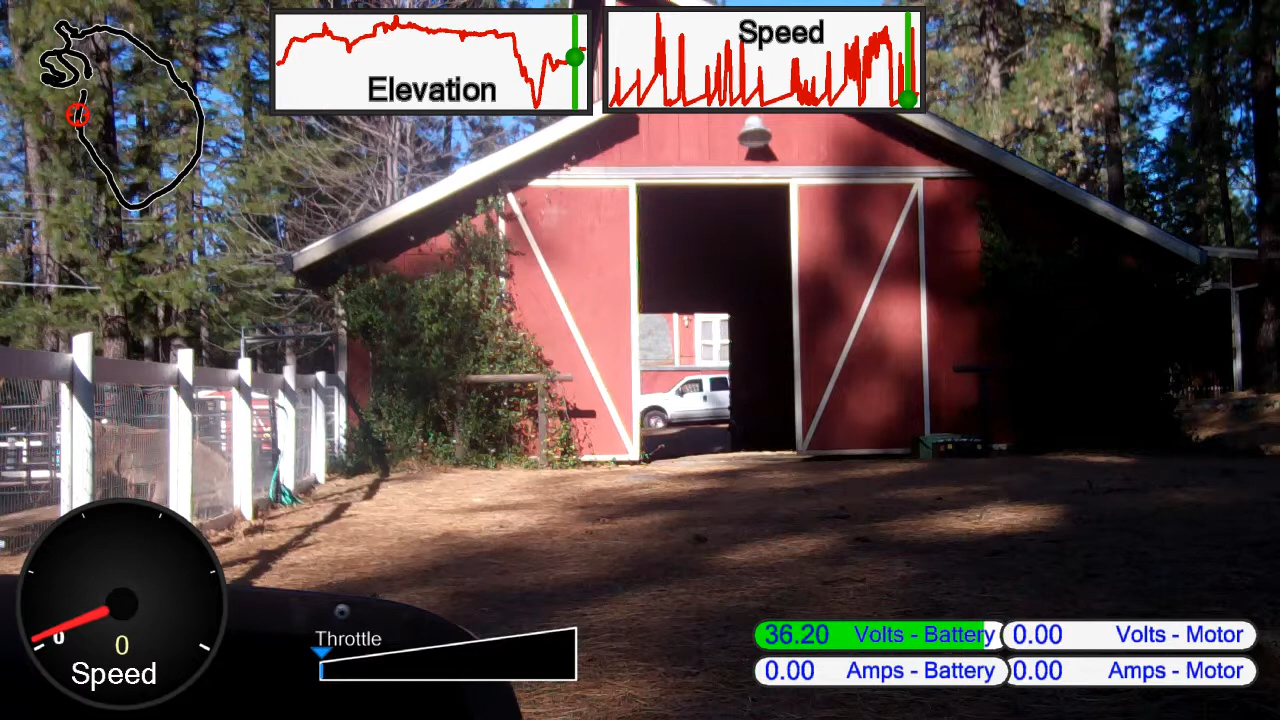 Speed
Elevation
Throttle
36.20 Volts - Battery
0.00 Volts - Motor
0
0
0.00 Amps - Battery
0.00 Amps - Motor
Speed